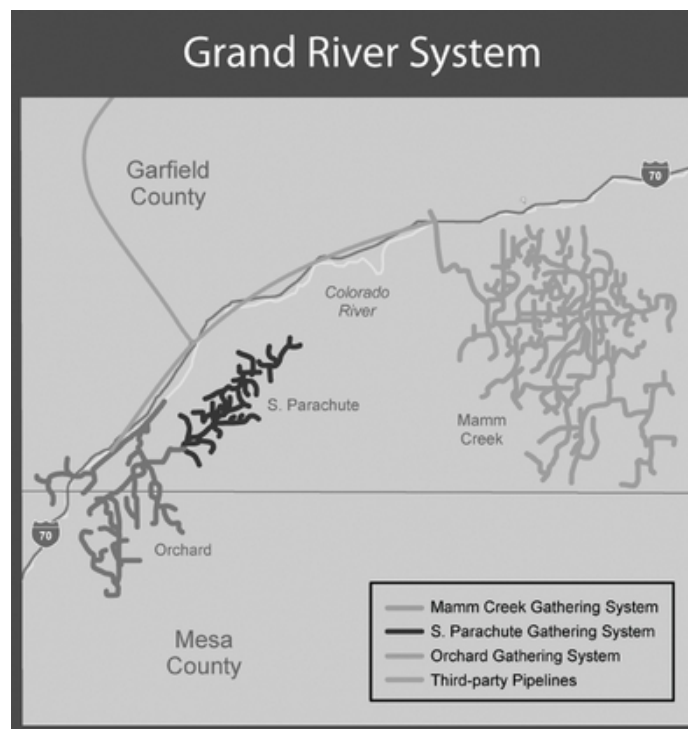 Grand River System
Garfield
County
70
Colorado
River
S. Parachute
Mamm
Creek
70
Orchard
Mesa
County
Mamm Creek Gathering System
S. Parachute Gathering System
Orchard Gathering System
Third-party Pipelines